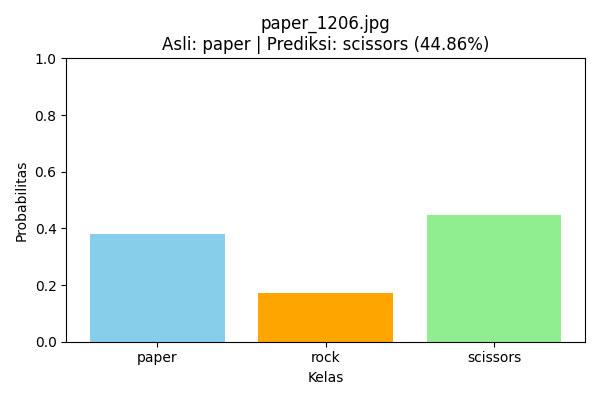 paper_1206.jpg
Asli: paper | Prediksi: scissors (44.86%)
1.0
0.8
0.6
0.4
0.2
0.0
Probabilitas
paper rock scissors
Kelas